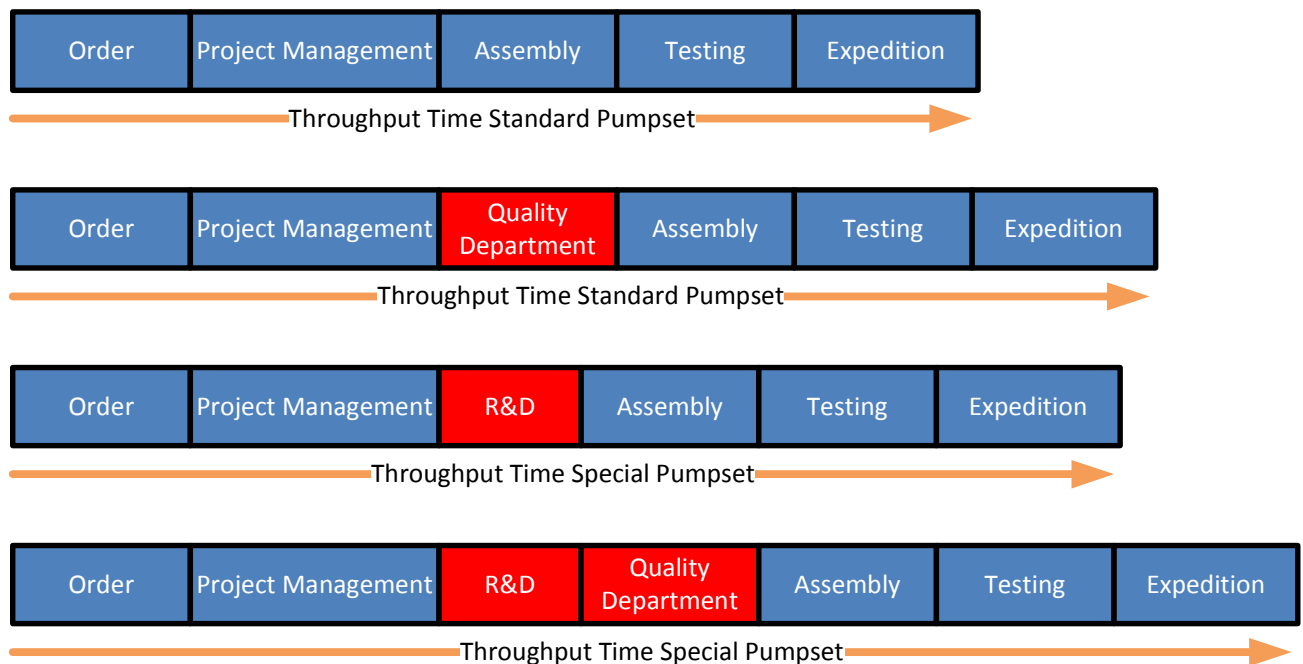 Order Project Management Assembly Testing Expedition
Throughput Time Standard Pumpset
Order Project Management Quality Department Assembly Testing Expedition
Throughput Time Standard Pumpset
Order Project Management R&D Assembly Testing Expedition
Throughput Time Special Pumpset
Order Project Management R&D Quality Department Assembly Testing Expedition
Throughput Time Special Pumpset